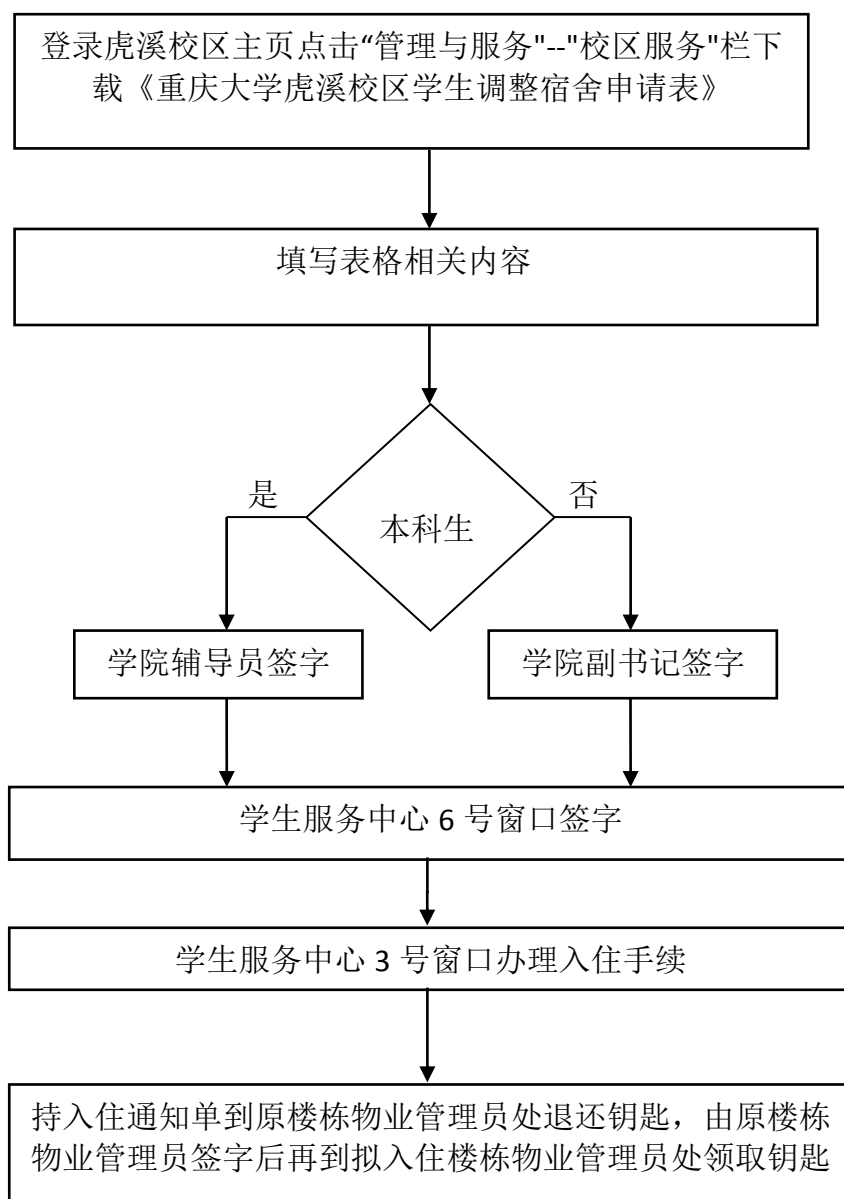 登录虎溪校区主页点击“管理与服务"--"校区服务"栏下
载《重庆大学虎溪校区学生调整宿舍申请表》
填写表格相关内容
是
否
本科生
学院辅导员签字
学院副书记签字
学生服务中心 6 号窗口签字
学生服务中心 3 号窗口办理入住手续
持入住通知单到原楼栋物业管理员处退还钥匙，由原楼栋
物业管理员签字后再到拟入住楼栋物业管理员处领取钥匙